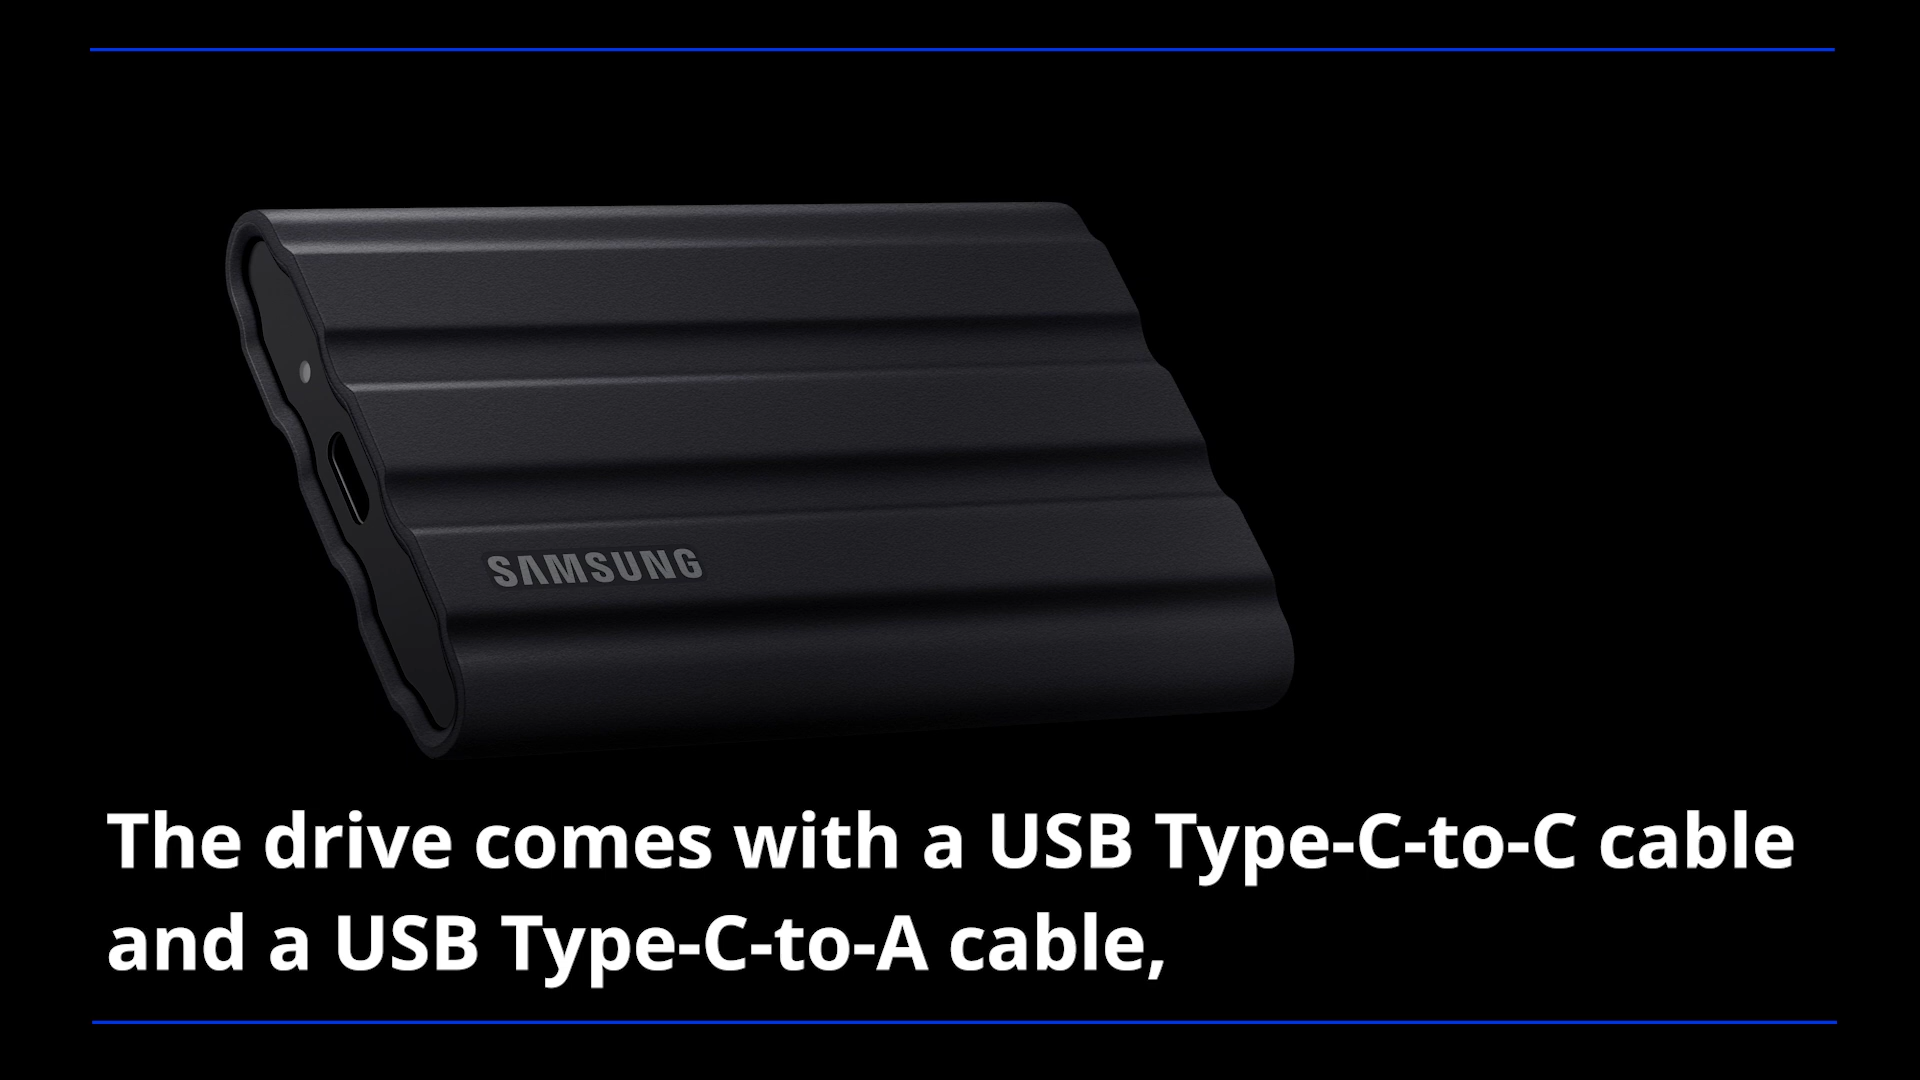 SAMSUNG
The drive comes with a USB Type-C-to-C cable
and a USB Type-C-to-A cable,